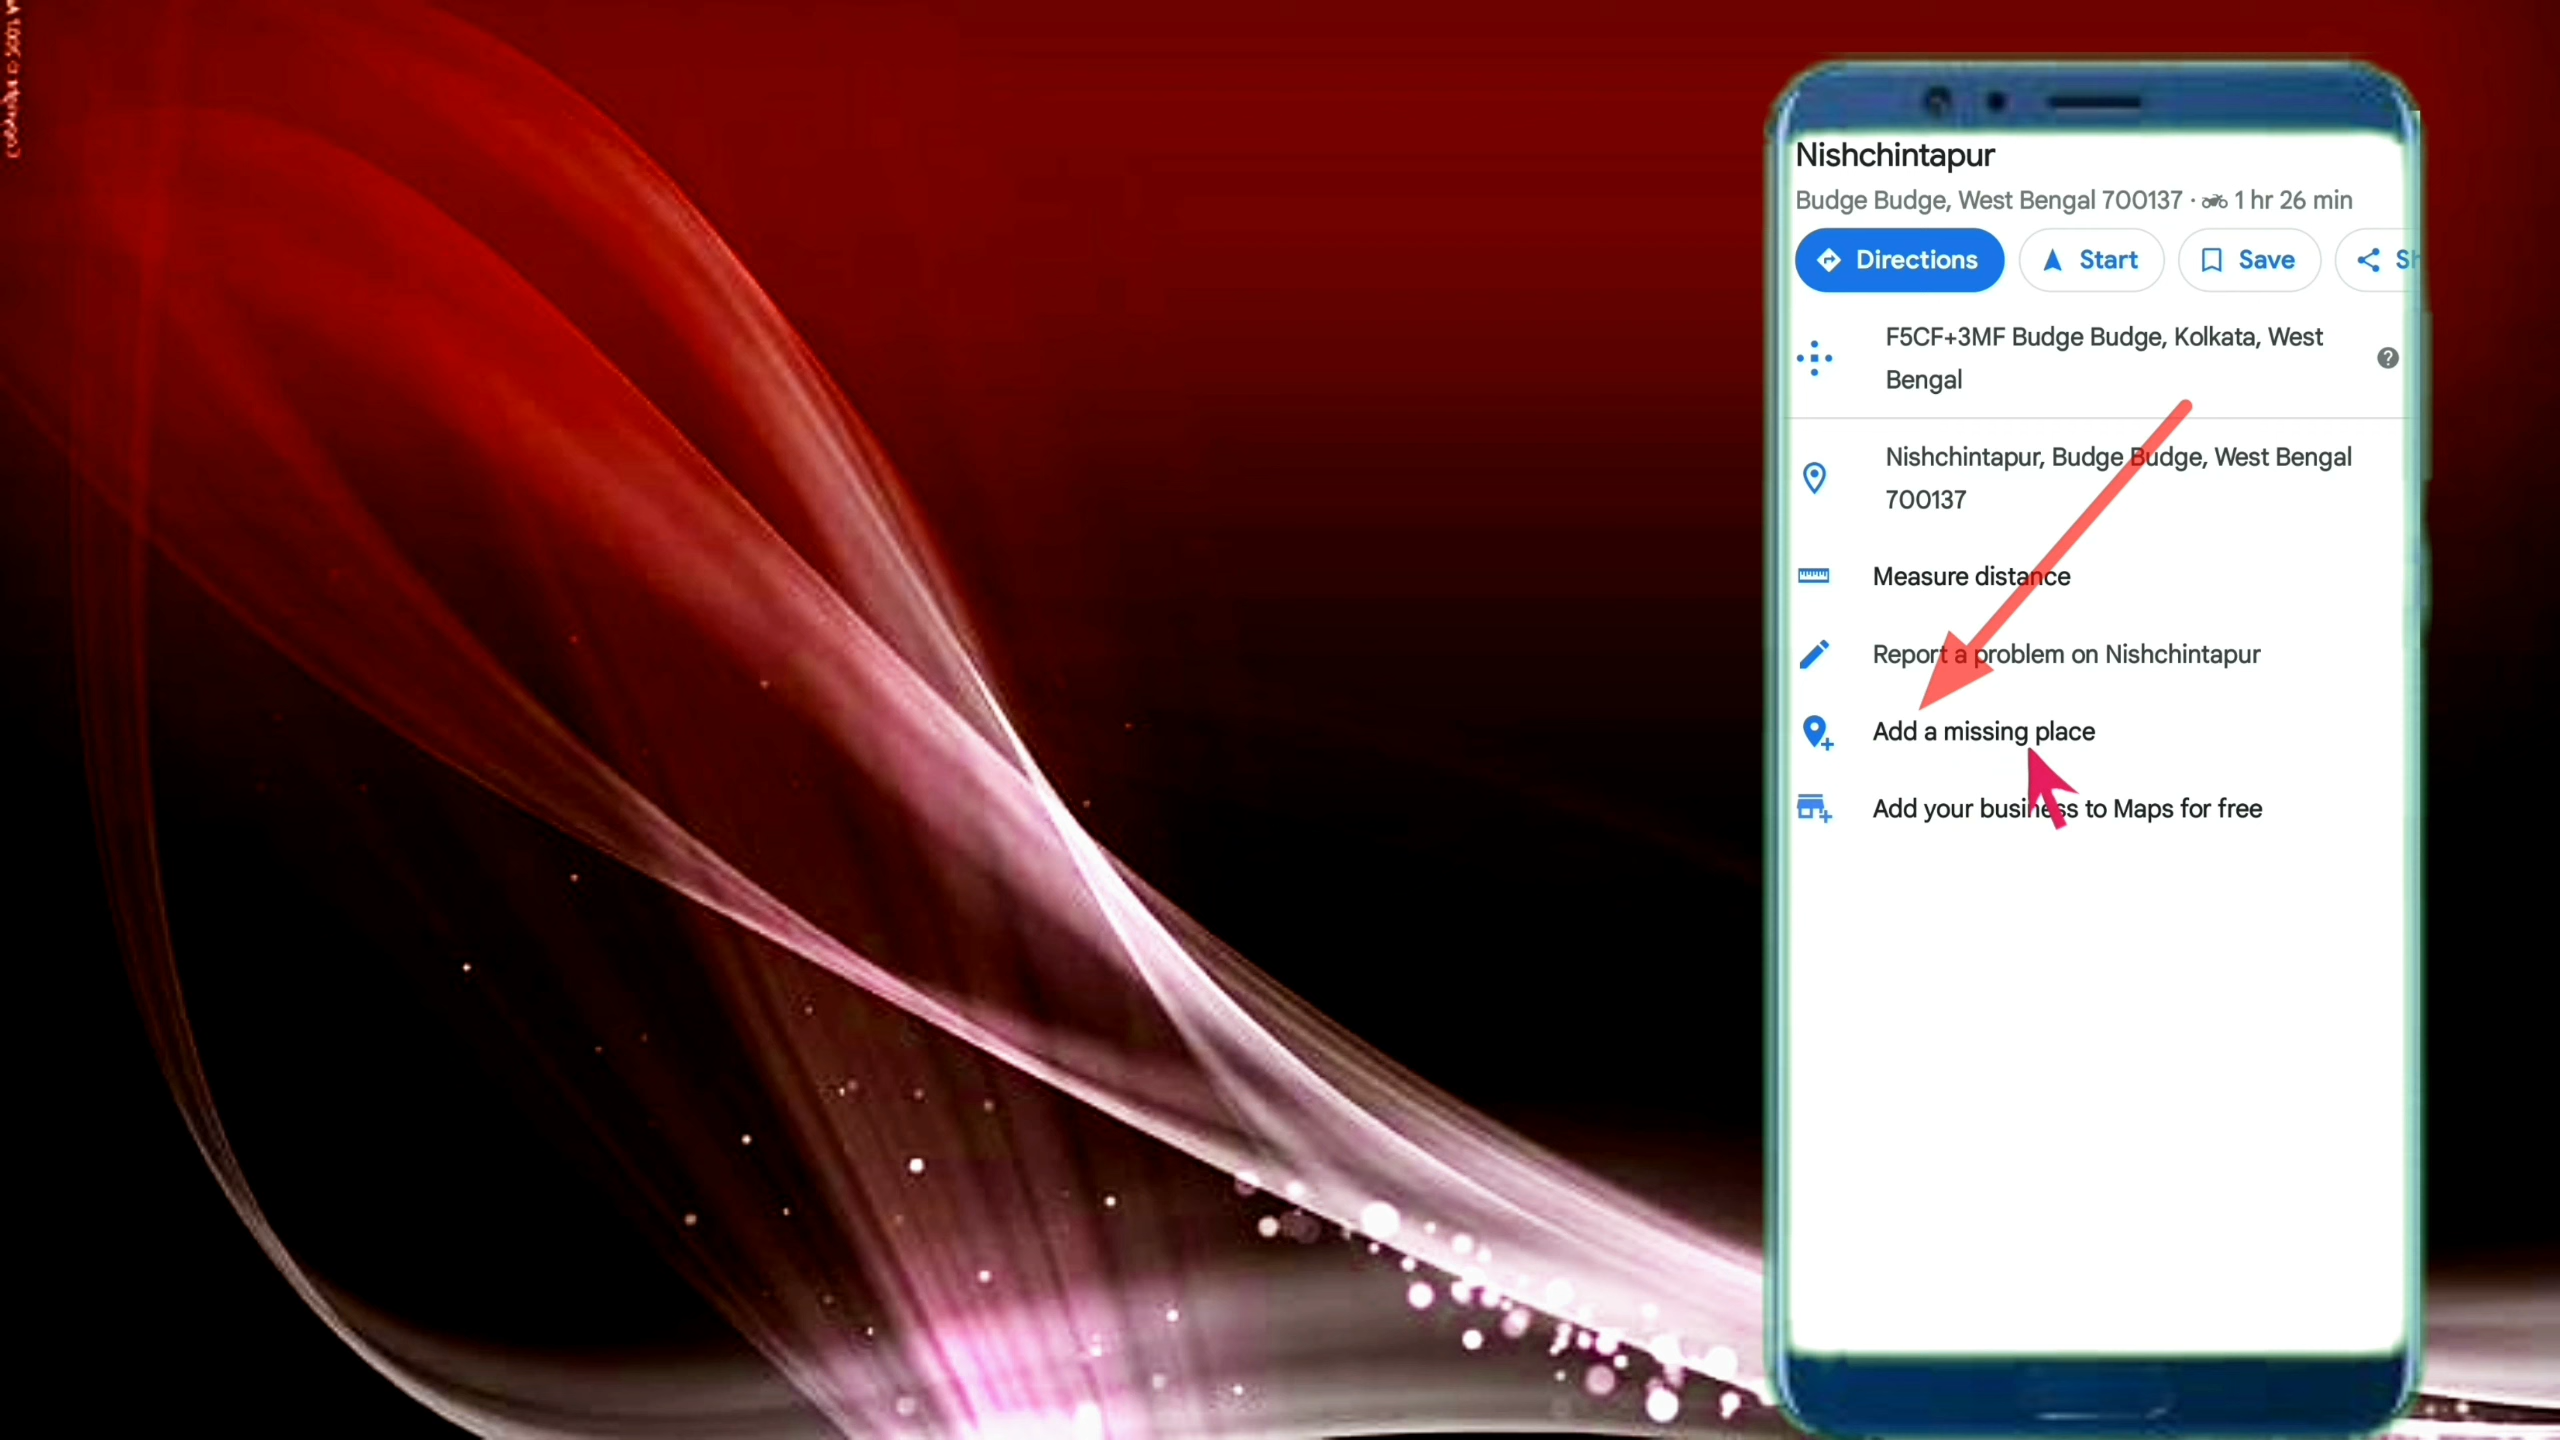 Nishchintapur
Budge Budge, West Bengal 700137 · 1 hr 26 min
Directions
Start
Save
F5CF+3MF Budge Budge, Kolkata, West
Bengal
Nishchintapur, Budge Budge, West Bengal
700137
Measure distance
Report a problem on Nishchintapur
Add a missing place
Add your business to Maps for free